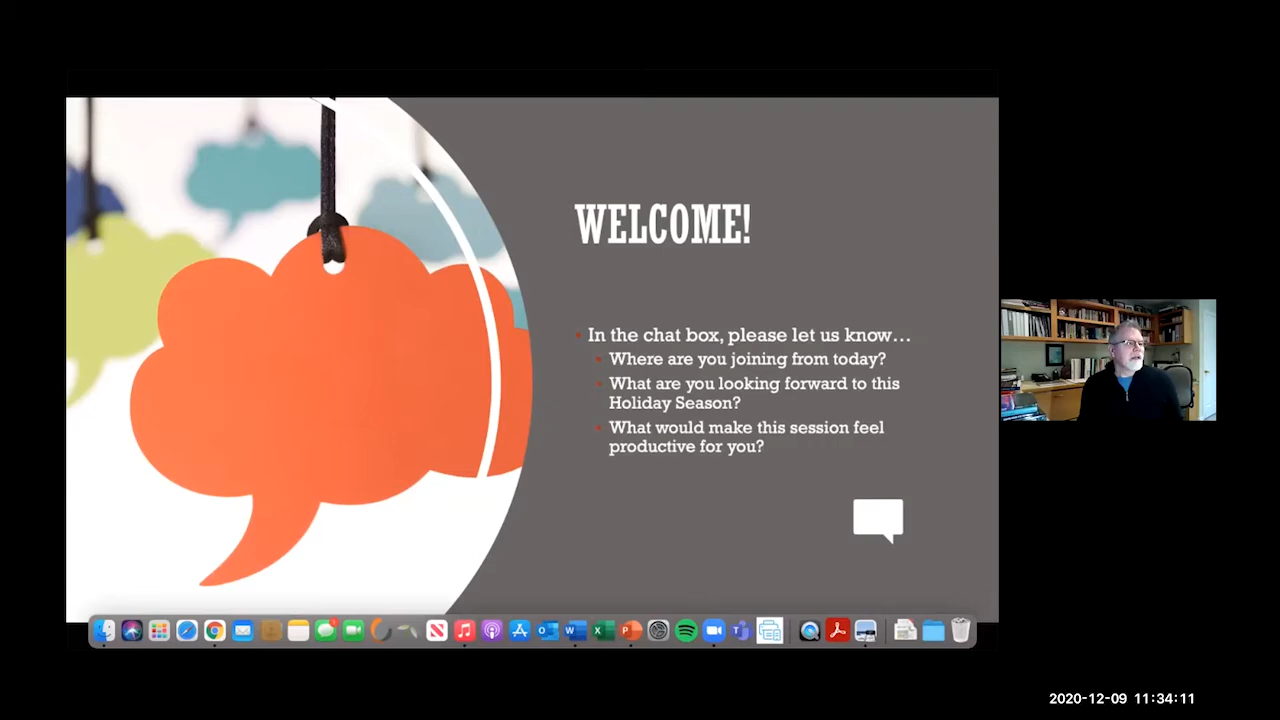 WELCOME!
In the chat box, please let us know...
Where are you joining from today?
What are you looking forward to this
Holiday Season?
What would make this session feel
productive for you?
2020-12-09 11:34:11